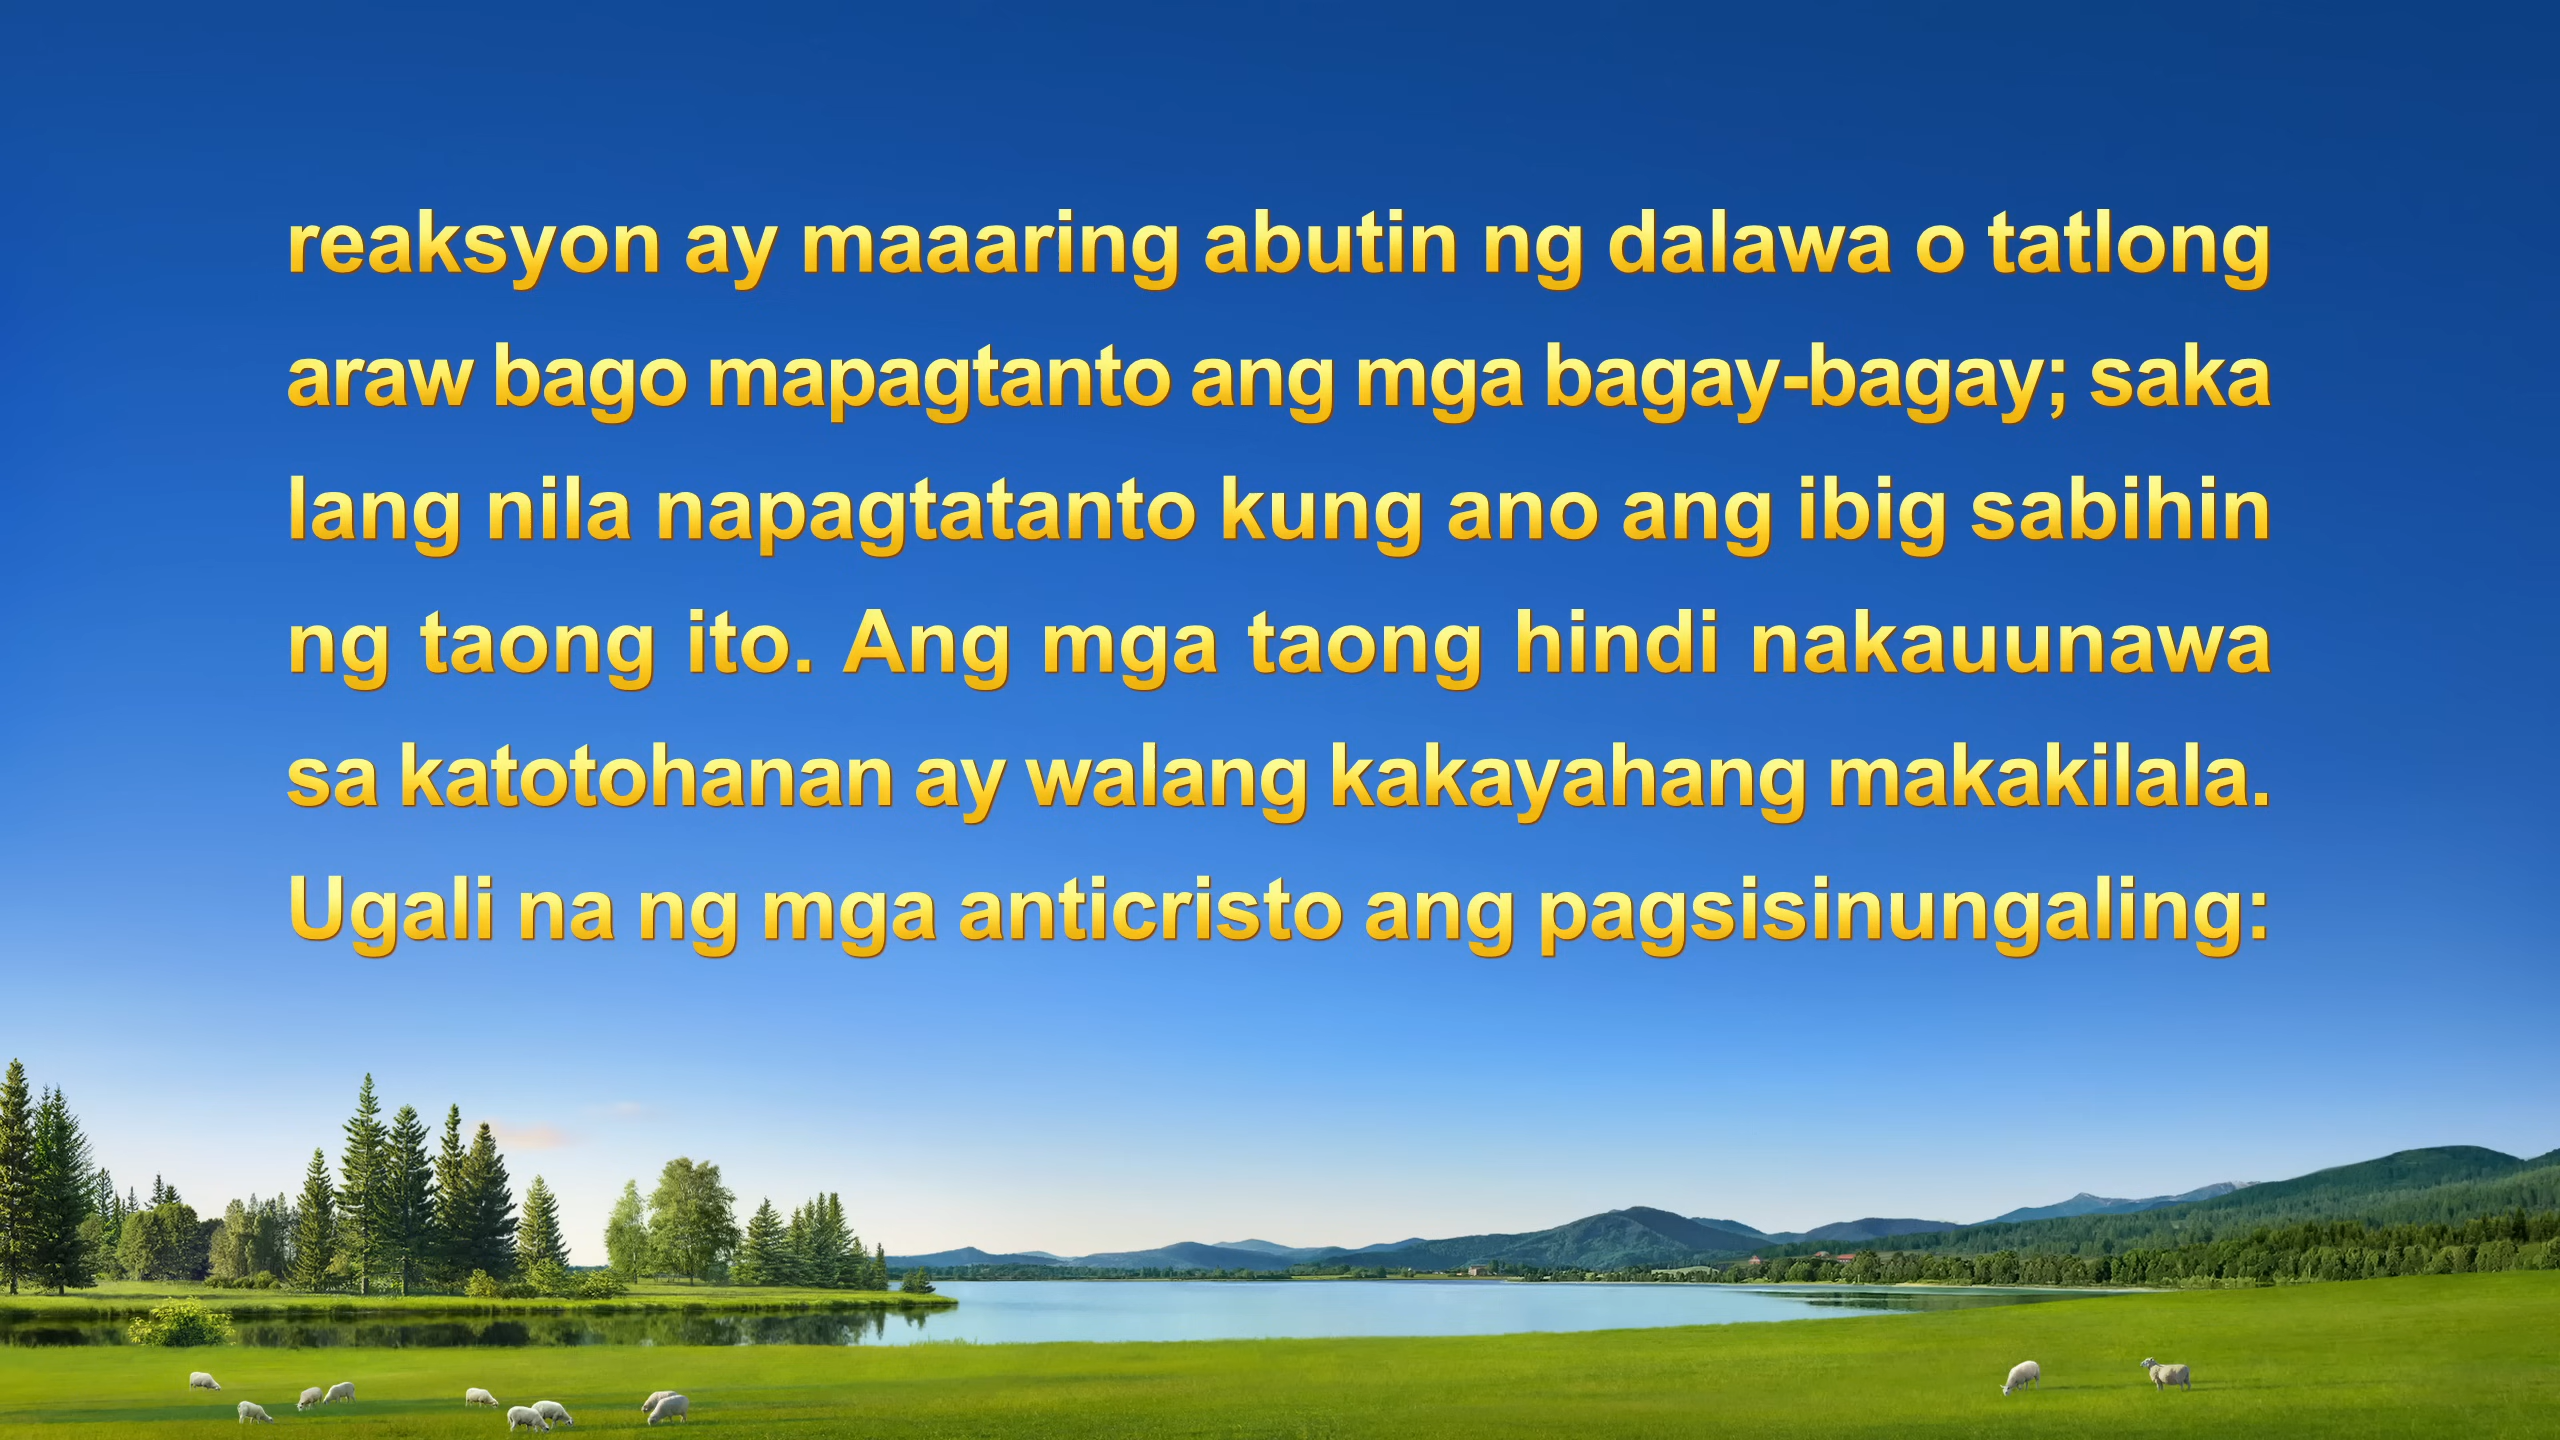 reaksyon ay maaaring abutin ng dalawa o tatlong
araw bago mapagtanto ang mga bagay-bagay; saka
lang nila napagtatanto kung ano ang ibig sabihin
ng taong ito. Ang mga taong hindi nakauunawa
sa katotohanan ay walang kakayahang makakilala.
Ugali na ng mga anticristo ang pagsisinungaling: